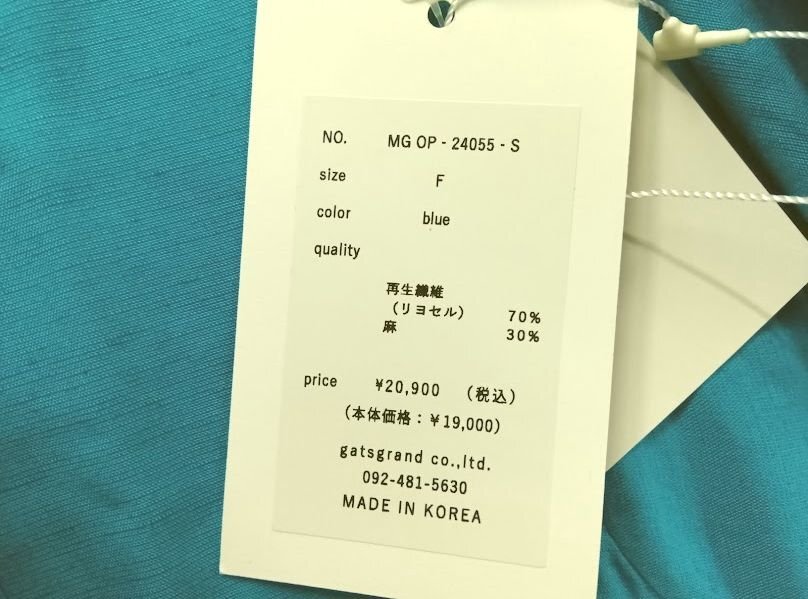 NO. MG OP - 24055 - S
size F
color blue
quality
再生繊維
（リヨセル） 70%
麻 30%
price ¥20,900 （税込）
（本体価格：¥19,000）
gatsgrand co.,ltd.
092-481-5630
MADE IN KOREA